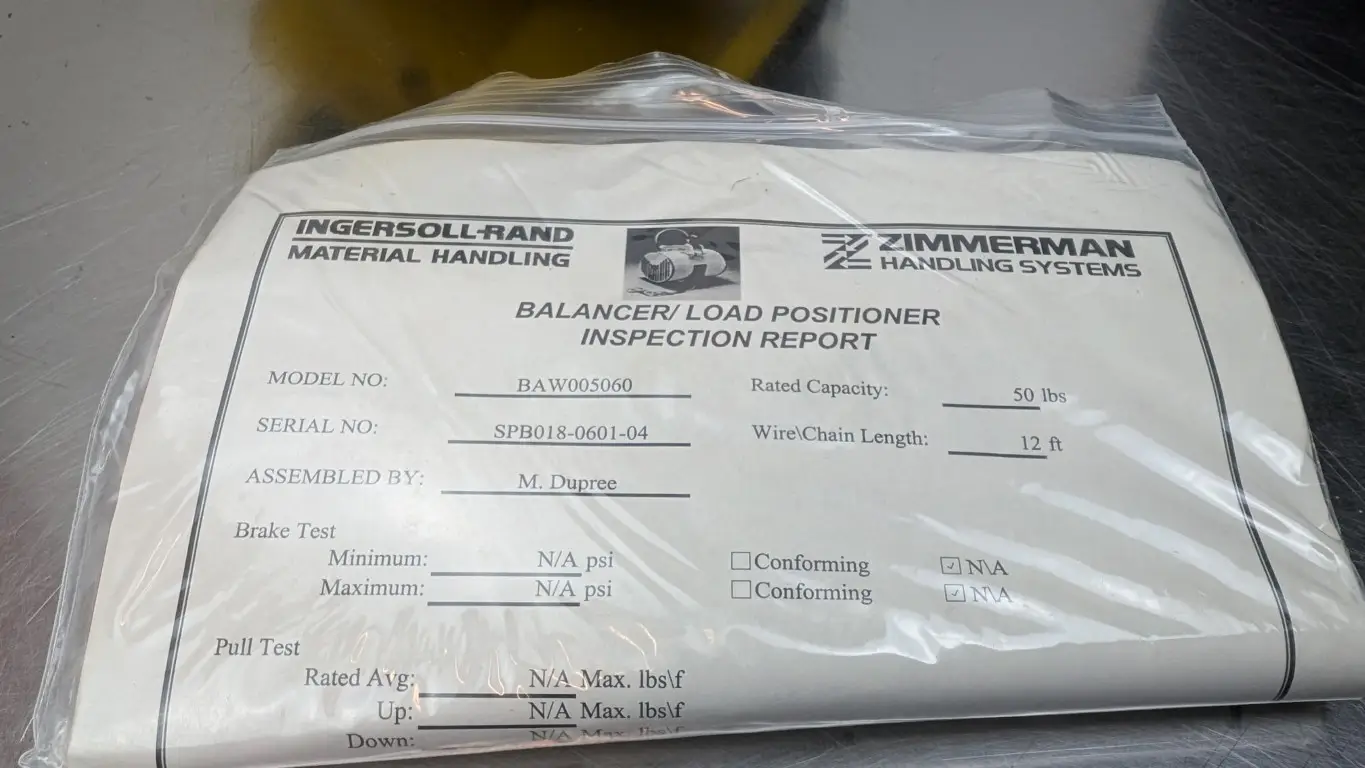 INGERSOLL-RAND
MATERIAL HANDLING
ZIMMERMAN
HANDLING SYSTEMS
BALANCER/ LOAD POSITIONER
INSPECTION REPORT
MODEL NO: BAW005060 Rated Capacity: 50 lbs
SERIAL NO: SPB018-0601-04 Wire\Chain Length: 12 ft
ASSEMBLED BY: M. Dupree
Brake Test
Minimum: N/A psi ☐Conforming ☑N\A
Maximum: N/A psi ☐Conforming ☑N\A
Pull Test
Rated Avg: N/A Max. lbs\f
Up: N/A Max. lbs\f
Down: N/A Max. lbs\f